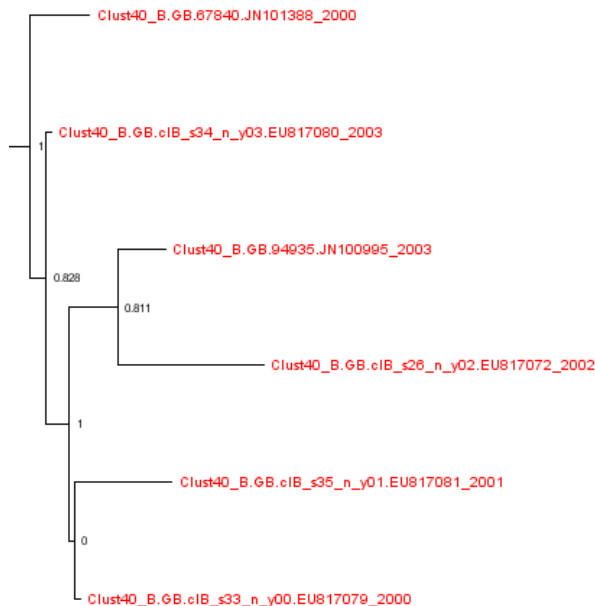 Clust40_B.GB.67840.JN101388_2000
Clust40_B.GB.clB_s34_n_y03.EU817080_2003
1
Clust40_B.GB.94935.JN100995_2003
0.828
0.811
Clust40_B.GB.clB_s26_n_y02.EU817072_2002
1
Clust40_B.GB.clB_s35_n_y01.EU817081_2001
0
Clust40_B.GB.clB_s33_n_y00.EU817079_2000